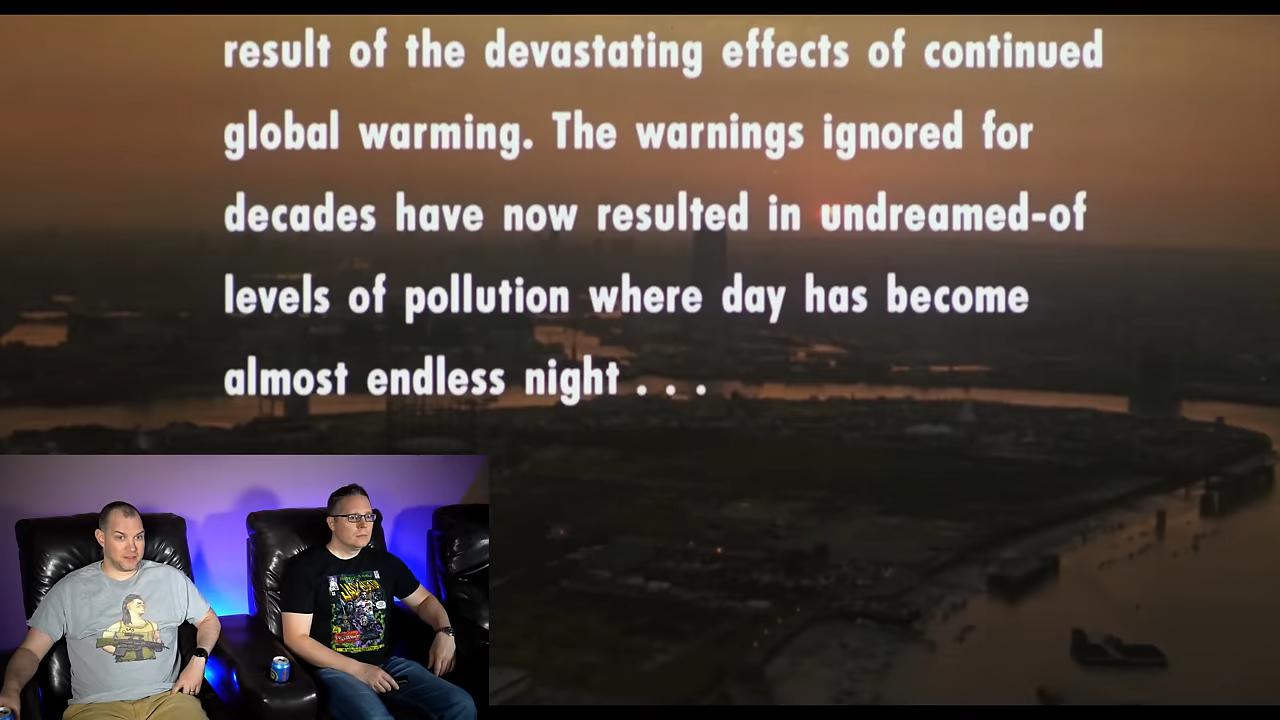 result of the devastating effects of continued
global warming. The warnings ignored for
decades have now resulted in undreamed-of
levels of pollution where day has become
almost endless night . . .